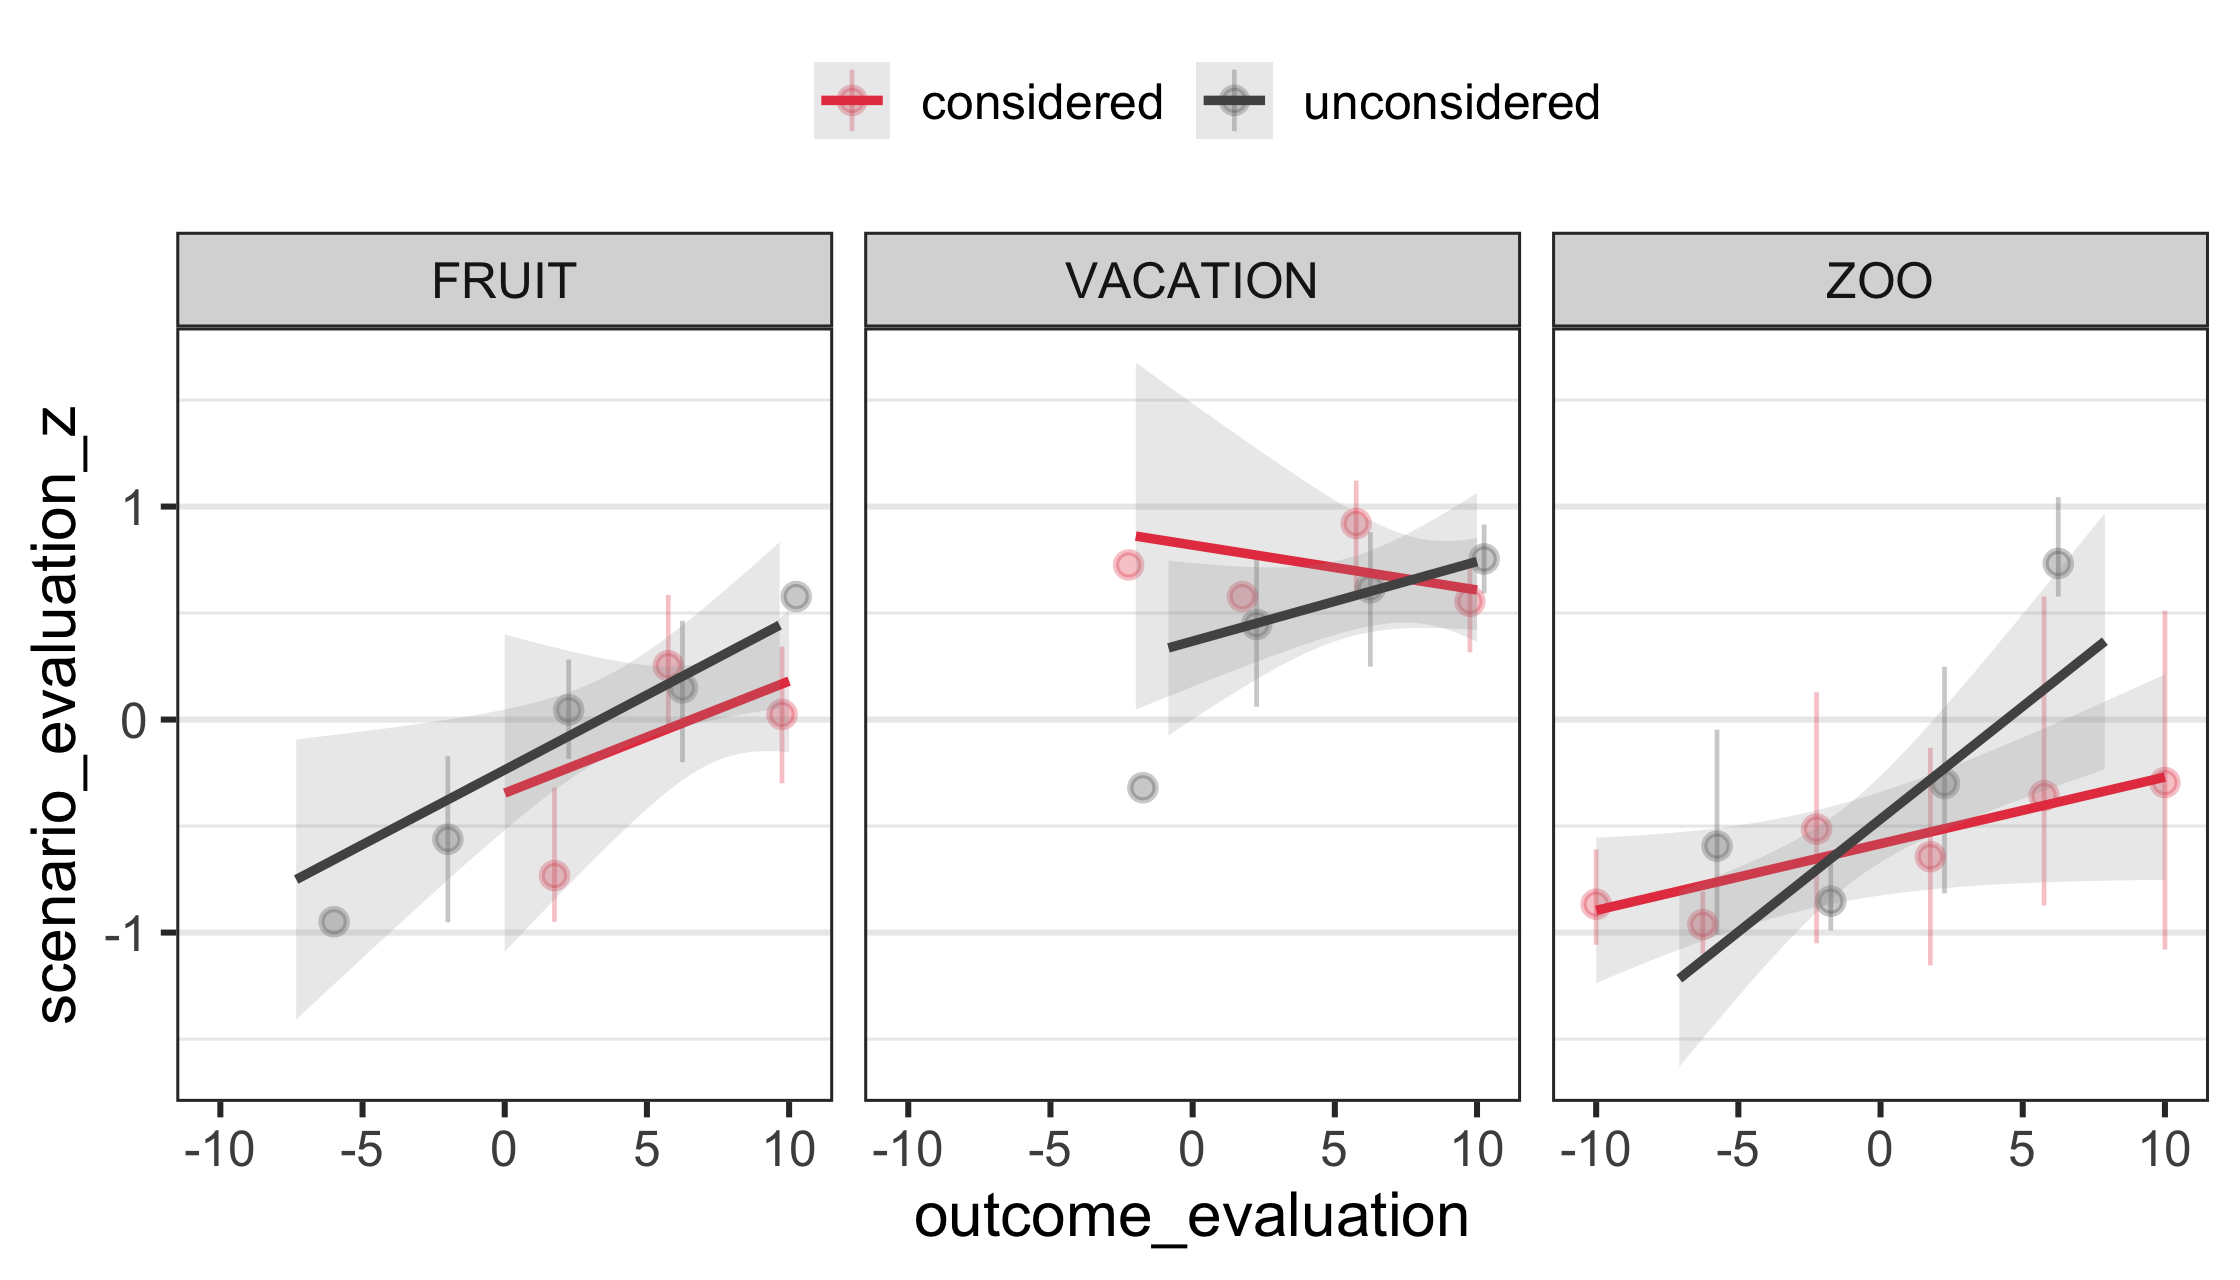 considered unconsidered
FRUIT VACATION ZOO
scenario_evaluation_z
1
0
-1
-10 -5 0 5 10 -10 -5 0 5 10 -10 -5 0 5 10
outcome_evaluation